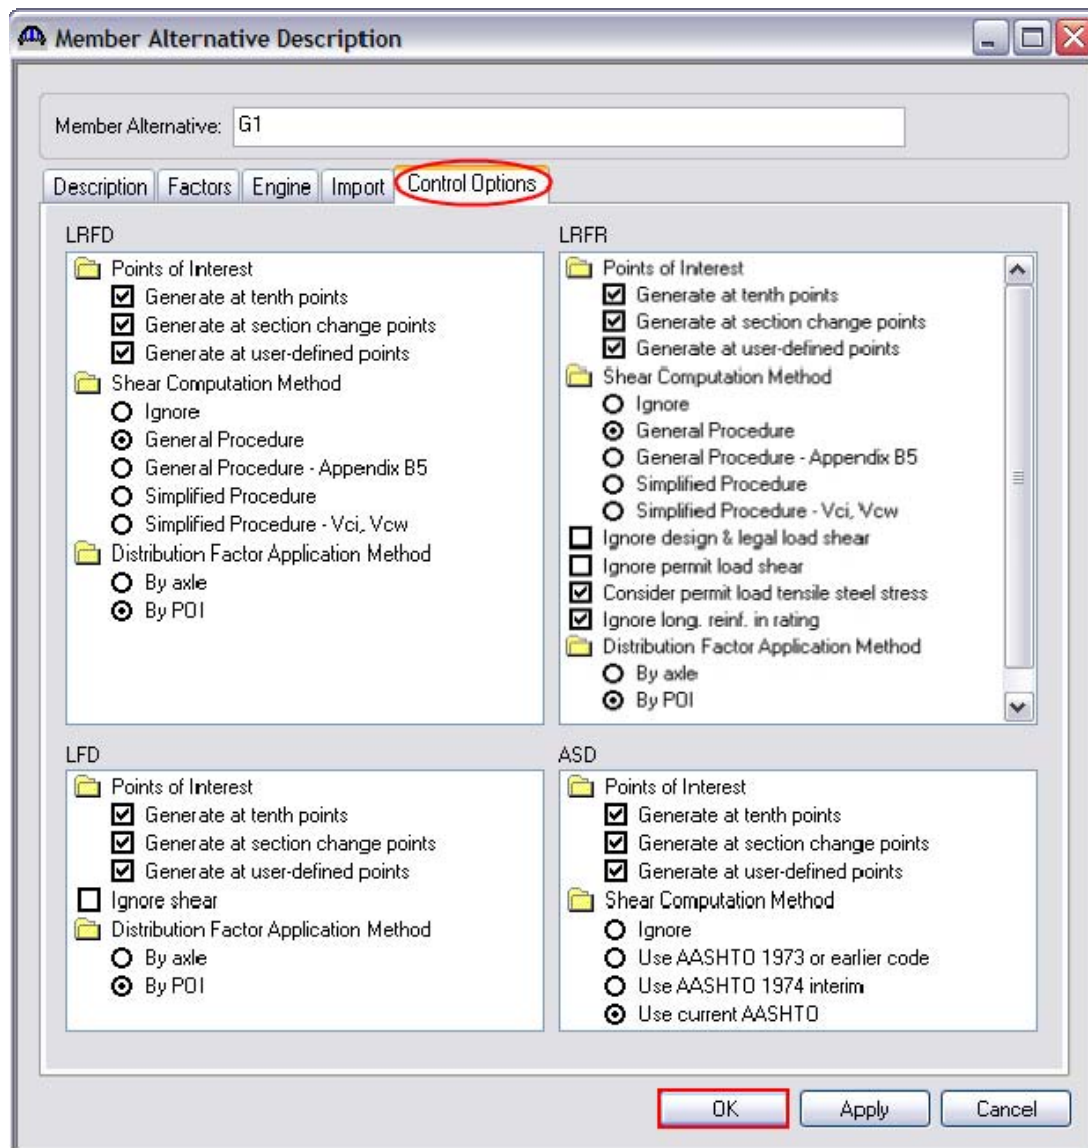 Member Alternative Description
Member Alternative: G1
Description Factors Engine Import Control Options
LRFD
Points of Interest
Generate at tenth points
Generate at section change points
Generate at user-defined points
Shear Computation Method
Ignore
General Procedure
General Procedure - Appendix B5
Simplified Procedure
Simplified Procedure - Vci, Vcw
Distribution Factor Application Method
By axle
By POI
LRFR
Points of Interest
Generate at tenth points
Generate at section change points
Generate at user-defined points
Shear Computation Method
Ignore
General Procedure
General Procedure - Appendix B5
Simplified Procedure
Simplified Procedure - Vci, Vcw
Ignore design & legal load shear
Ignore permit load shear
Consider permit load tensile steel stress
Ignore long. reinf. in rating
Distribution Factor Application Method
By axle
By POI
LFD
Points of Interest
Generate at tenth points
Generate at section change points
Generate at user-defined points
Ignore shear
Distribution Factor Application Method
By axle
By POI
ASD
Points of Interest
Generate at tenth points
Generate at section change points
Generate at user-defined points
Shear Computation Method
Ignore
Use AASHTO 1973 or earlier code
Use AASHTO 1974 interim
Use current AASHTO
OK Apply Cancel